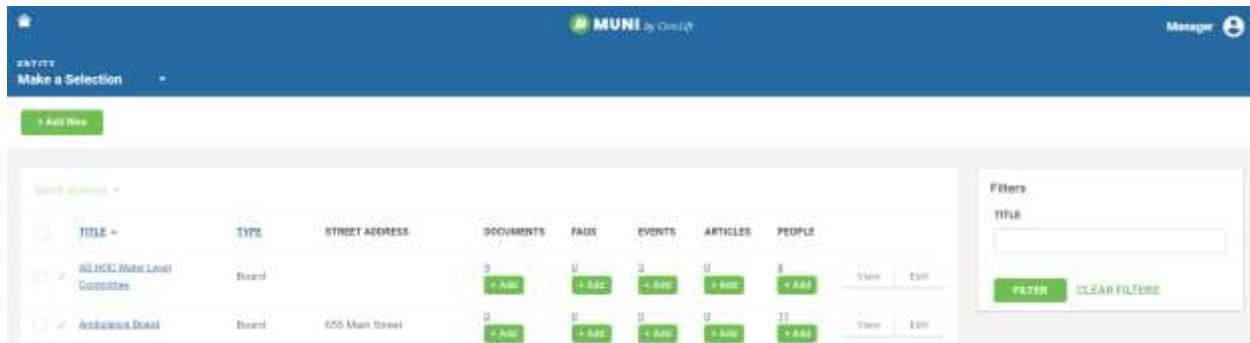 MUNI by CivicLift
Manager
ENTITY
Make a Selection
+ Add New
Batch Actions
Filters
TITLE
TITLE TYPE STREET ADDRESS DOCUMENTS FAQS EVENTS ARTICLES PEOPLE
AD HOC Water Level Committee
Board
+ Add + Add + Add + Add + Add
View Edit
FILTER CLEAR FILTERS
Ambulance Board Board 655 Main Street
+ Add + Add + Add + Add + Add
View Edit